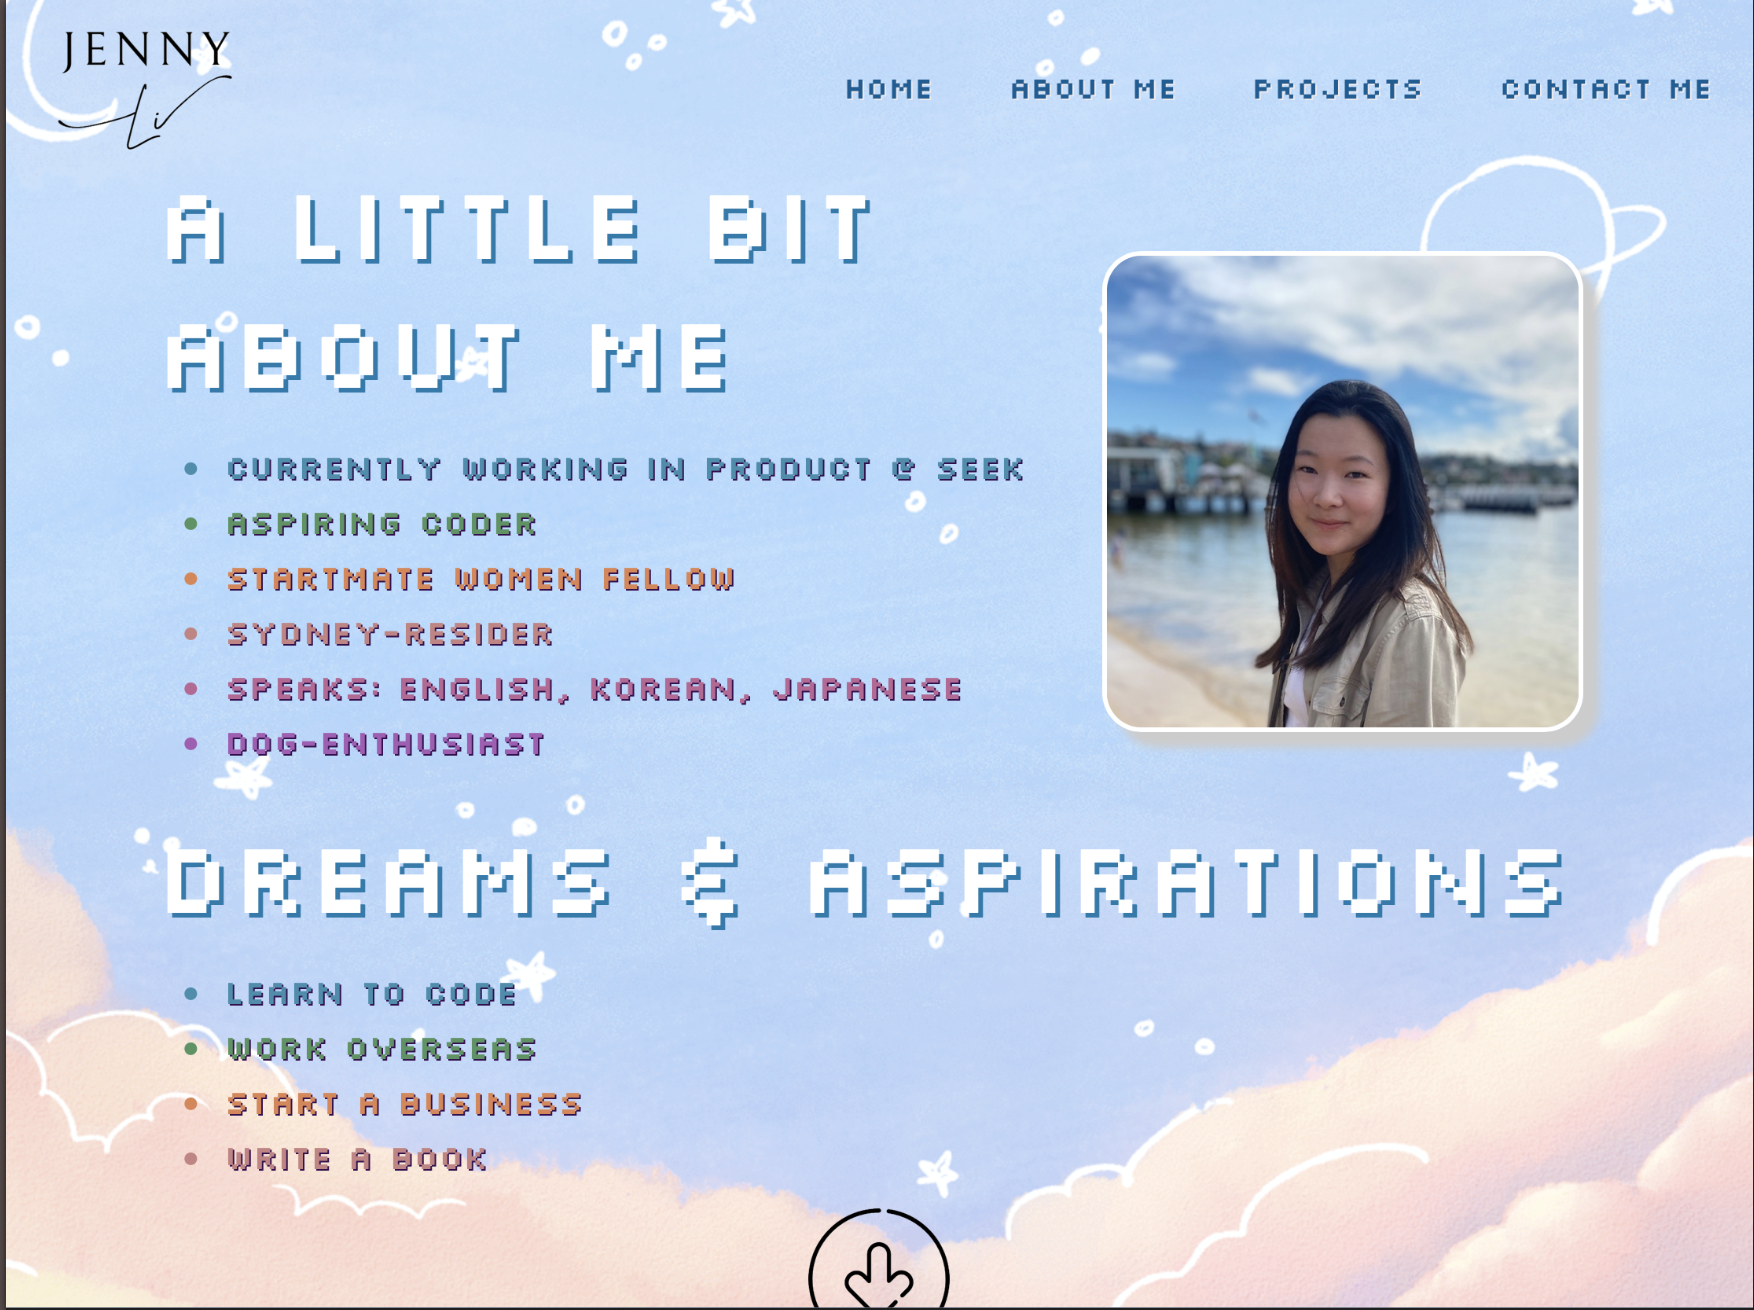 JENNY
Li
HOME ABOUT ME PROJECTS CONTACT ME
A LITTLE BIT
ABOUT ME
CURRENTLY WORKING IN PRODUCT @ SEEK
ASPIRING CODER
STARTMATE WOMEN FELLOW
SYDNEY-RESIDER
SPEAKS: ENGLISH, KOREAN, JAPANESE
DOG-ENTHUSIAST
DREAMS & ASPIRATIONS
LEARN TO CODE
WORK OVERSEAS
START A BUSINESS
WRITE A BOOK